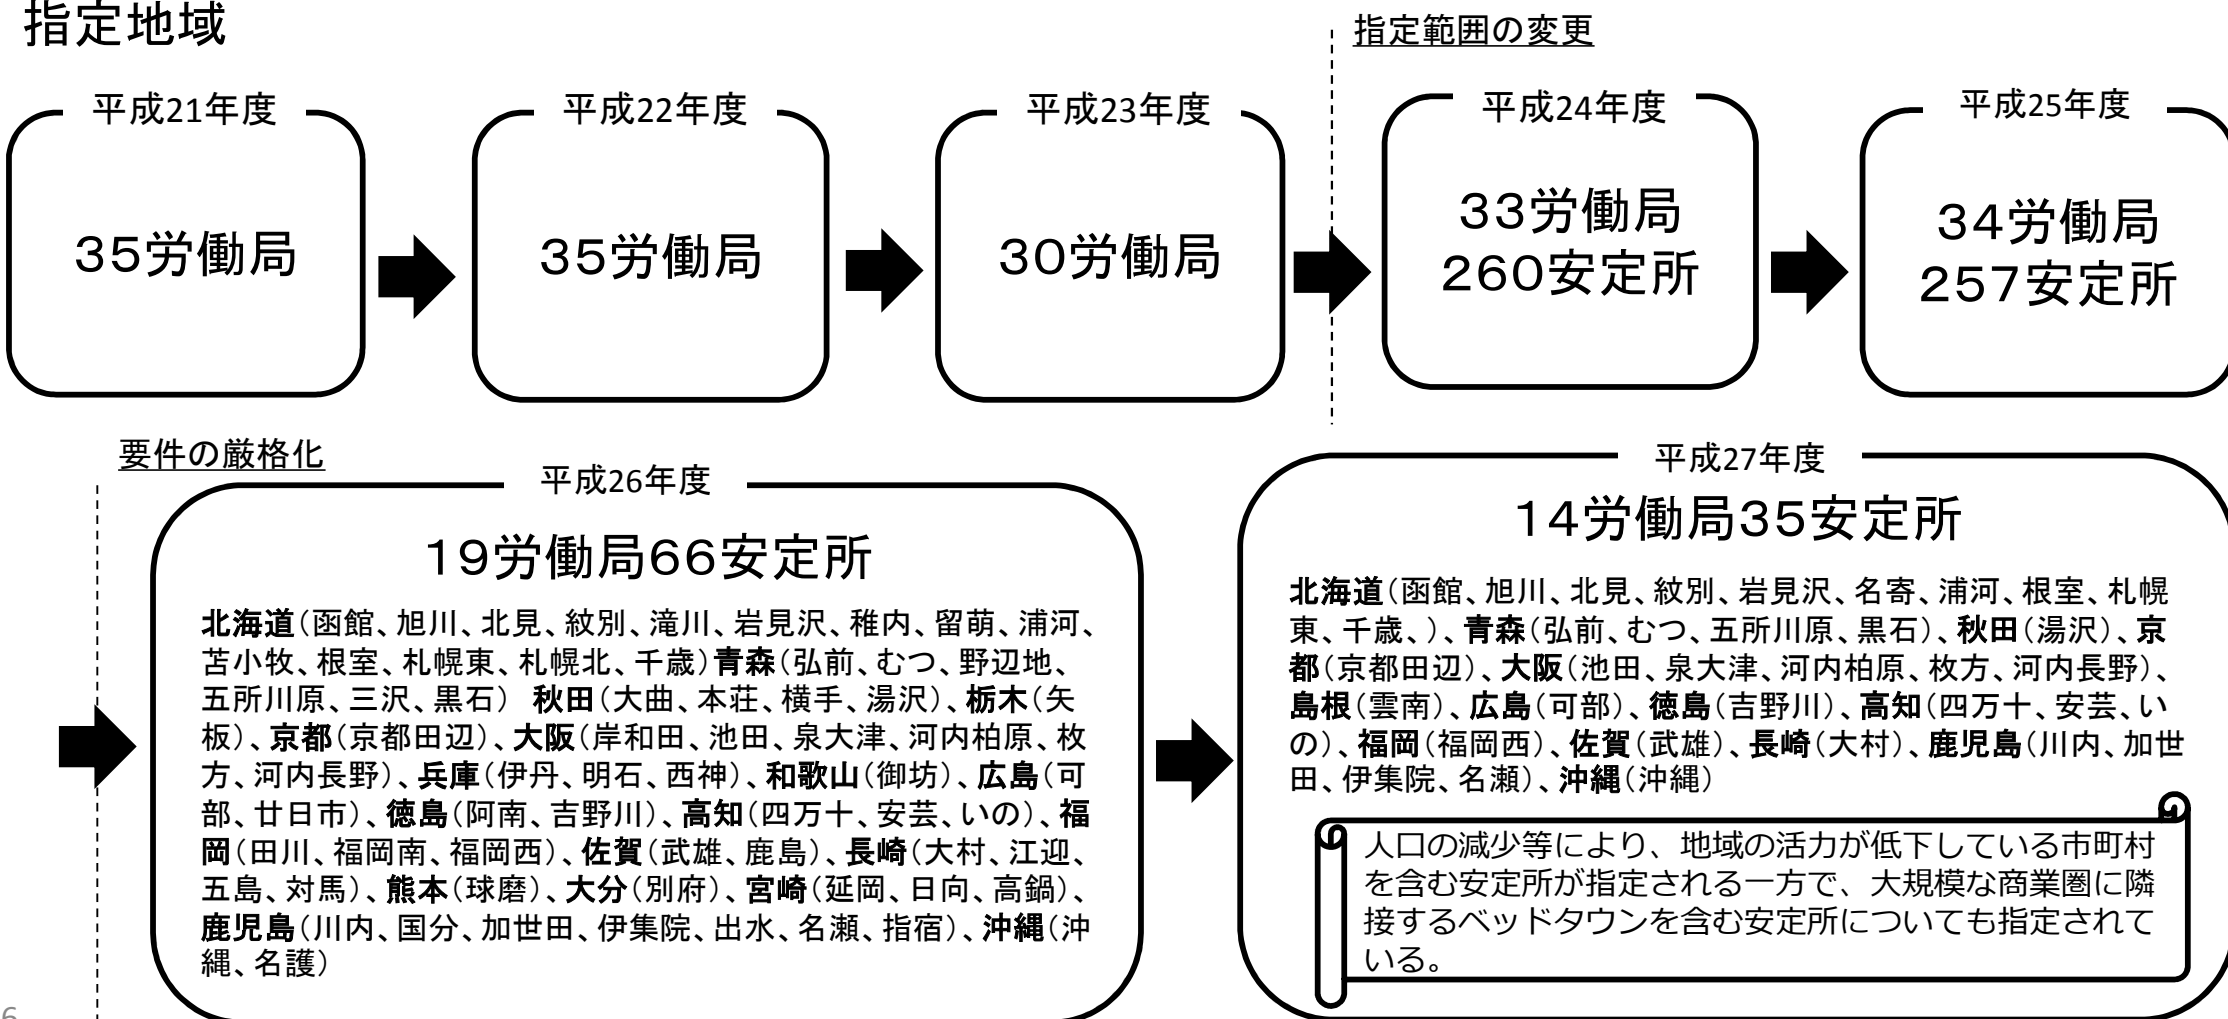 指定地域
指定範囲の変更
平成21年度
35労働局
平成22年度
35労働局
平成23年度
30労働局
平成24年度
33労働局
260安定所
平成25年度
34労働局
257安定所
要件の厳格化
平成26年度
19労働局66安定所
北海道(函館、旭川、北見、紋別、滝川、岩見沢、稚内、留萌、浦河、
苫小牧、根室、札幌東、札幌北、千歳)青森(弘前、むつ、野辺地、
五所川原、三沢、黒石) 秋田(大曲、本荘、横手、湯沢)、栃木(矢
板)、京都(京都田辺)、大阪(岸和田、池田、泉大津、河内柏原、枚
方、河内長野)、兵庫(伊丹、明石、西神)、和歌山(御坊)、広島(可
部、廿日市)、徳島(阿南、吉野川)、高知(四万十、安芸、いの)、福
岡(田川、福岡南、福岡西)、佐賀(武雄、鹿島)、長崎(大村、江迎、
五島、対馬)、熊本(球磨)、大分(別府)、宮崎(延岡、日向、高鍋)、
鹿児島(川内、国分、加世田、伊集院、出水、名瀬、指宿)、沖縄(沖
縄、名護)
平成27年度
14労働局35安定所
北海道(函館、旭川、北見、紋別、岩見沢、名寄、浦河、根室、札幌
東、千歳、)、青森(弘前、むつ、五所川原、黒石)、秋田(湯沢)、京
都(京都田辺)、大阪(池田、泉大津、河内柏原、枚方、河内長野)、
島根(雲南)、広島(可部)、徳島(吉野川)、高知(四万十、安芸、い
の)、福岡(福岡西)、佐賀(武雄)、長崎(大村)、鹿児島(川内、加世
田、伊集院、名瀬)、沖縄(沖縄)
人口の減少等により、地域の活力が低下している市町村
を含む安定所が指定される一方で、大規模な商業圏に隣
接するベッドタウンを含む安定所についても指定されて
いる。
6